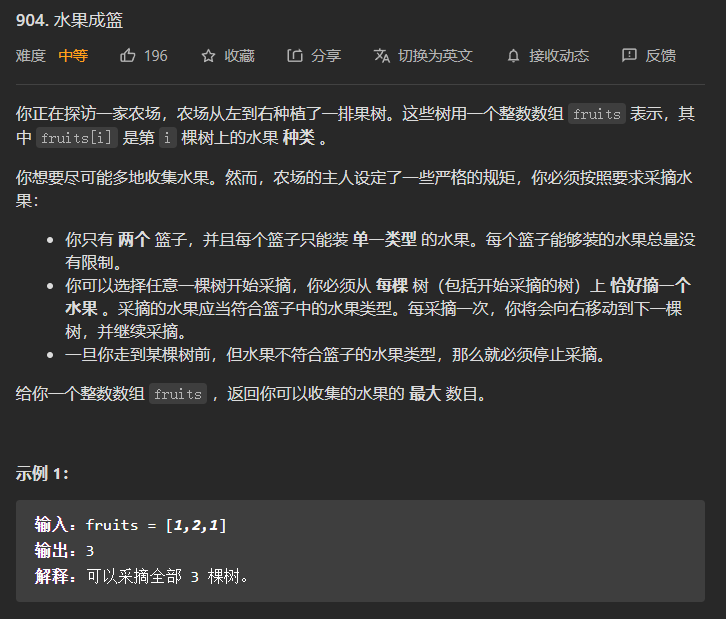 904. 水果成篮
难度 中等 196 收藏 分享 切换为英文 接收动态 反馈
你正在探访一家农场，农场从左到右种植了一排果树。这些树用一个整数数组 fruits 表示，其
中 fruits[i] 是第 i 棵树上的水果 种类 。
你想要尽可能多地收集水果。然而，农场的主人设定了一些严格的规矩，你必须按照要求采摘水
果：
• 你只有 两个 篮子，并且每个篮子只能装 单一类型 的水果。每个篮子能够装的水果总量没
有限制。
• 你可以选择任意一棵树开始采摘，你必须从 每棵 树（包括开始采摘的树）上 恰好摘一个
水果 。采摘的水果应当符合篮子中的水果类型。每采摘一次，你将会向右移动到下一棵
树，并继续采摘。
• 一旦你走到某棵树前，但水果不符合篮子的水果类型，那么就必须停止采摘。
给你一个整数数组 fruits ，返回你可以收集的水果的 最大 数目。
示例 1：
输入：fruits = [1,2,1]
输出：3
解释：可以采摘全部 3 棵树。